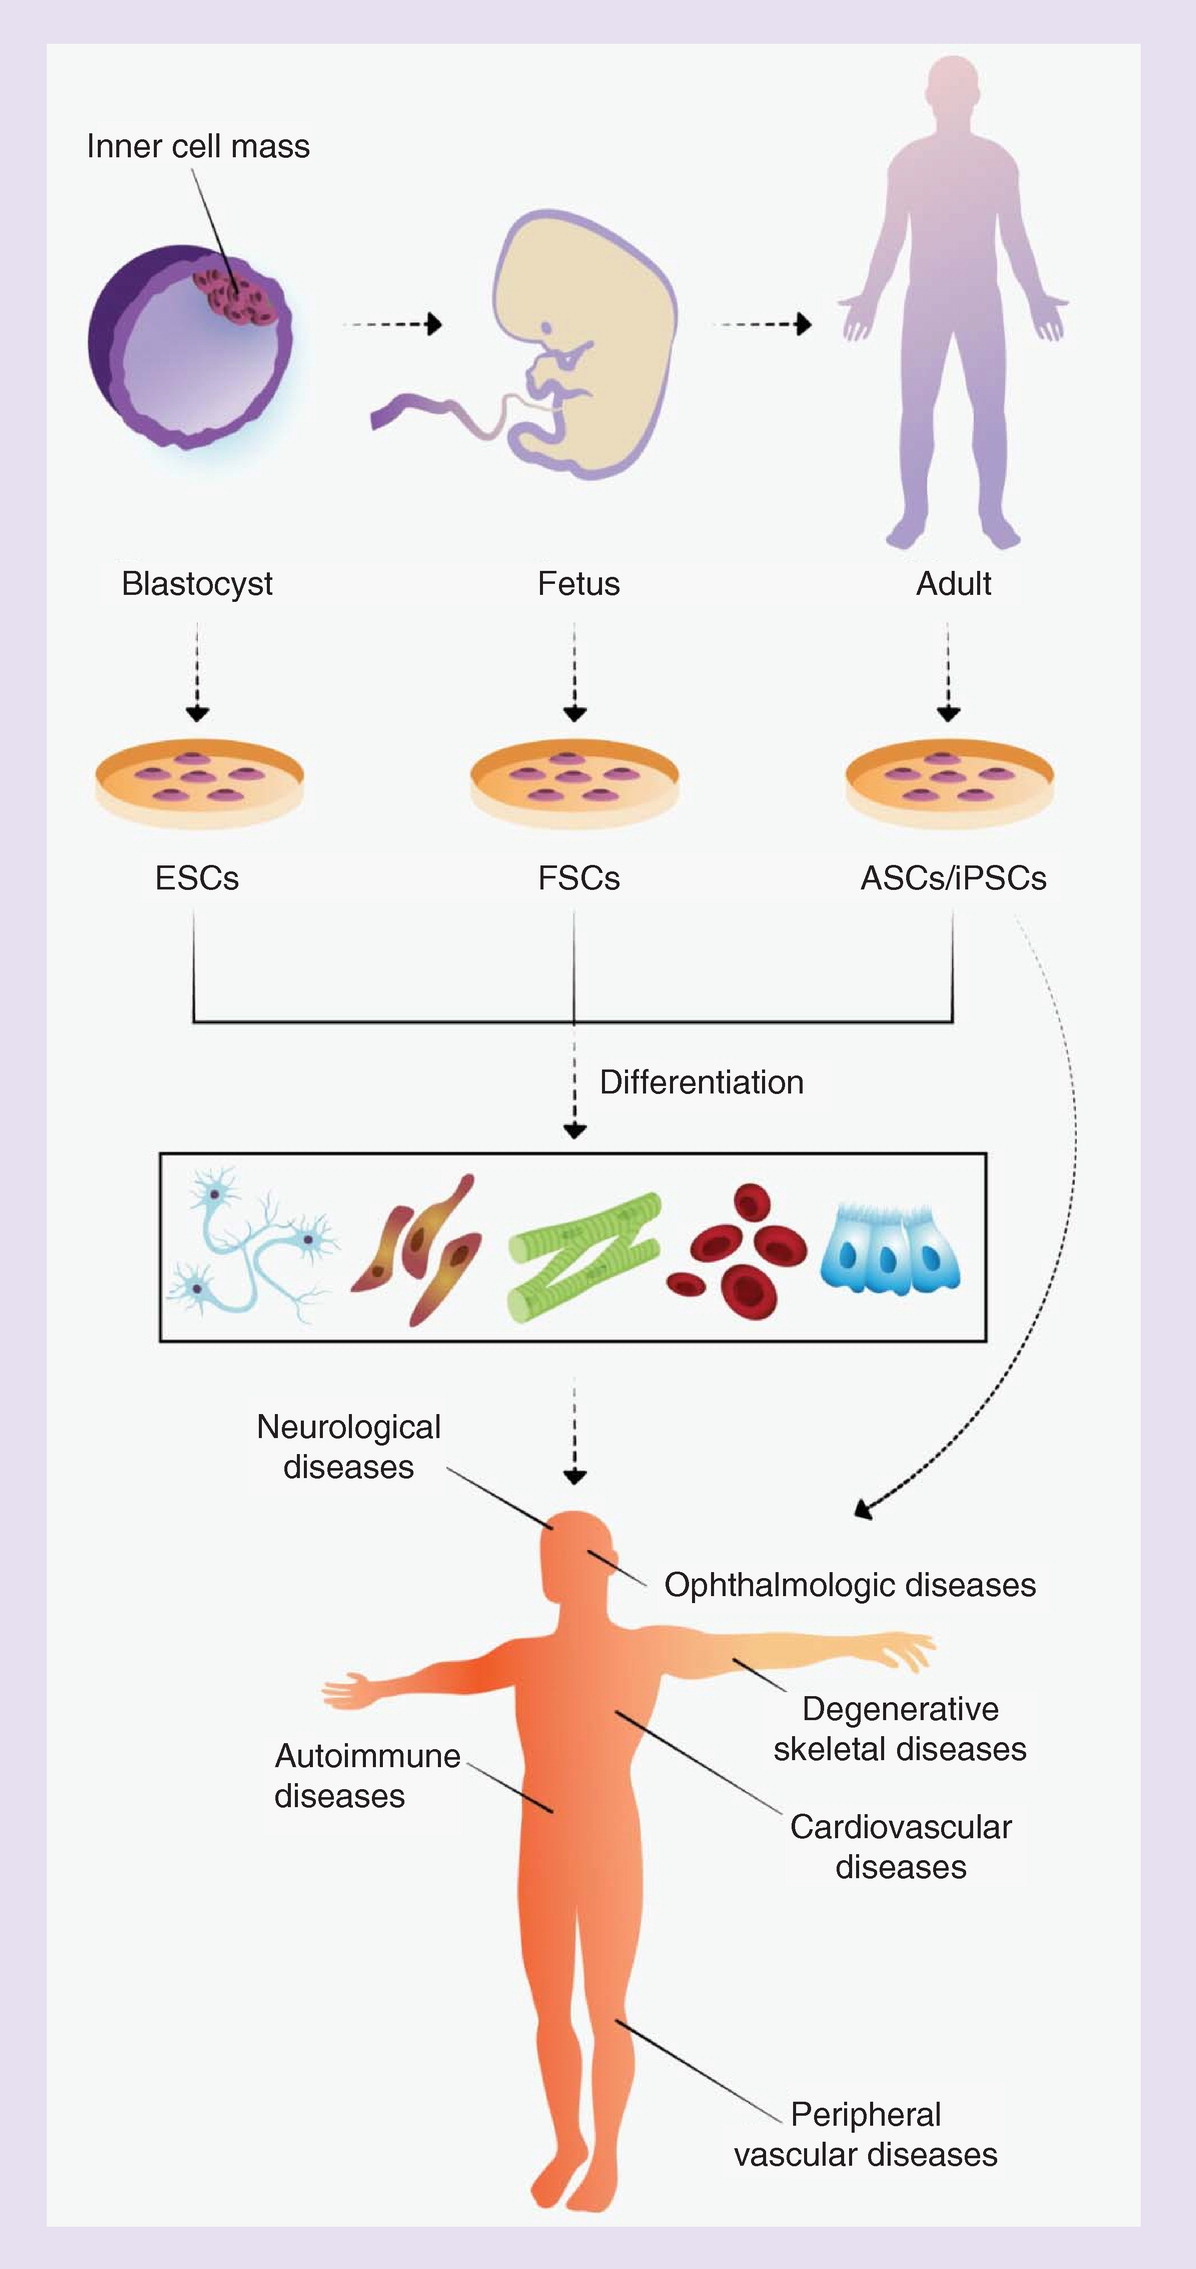 Inner cell mass
Blastocyst
Fetus
Adult
ESCs
FSCs
ASCs/iPSCs
Differentiation
Neurological
diseases
Ophthalmologic diseases
Degenerative
skeletal diseases
Autoimmune
diseases
Cardiovascular
diseases
Peripheral
vascular diseases